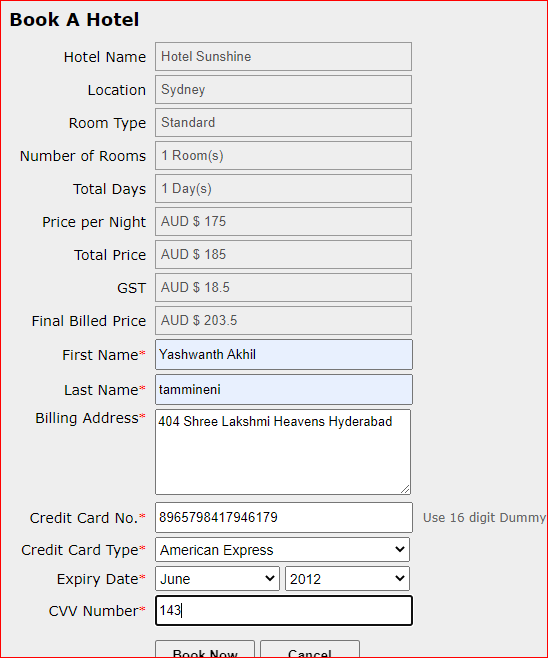 Book A Hotel
Hotel Name Hotel Sunshine
Location Sydney
Room Type Standard
Number of Rooms 1 Room(s)
Total Days 1 Day(s)
Price per Night AUD $ 175
Total Price AUD $ 185
GST AUD $ 18.5
Final Billed Price AUD $ 203.5
First Name* Yashwanth Akhil
Last Name* tammineni
Billing Address* 404 Shree Lakshmi Heavens Hyderabad
Credit Card No.* 8965798417946179 Use 16 digit Dummy
Credit Card Type* American Express
Expiry Date* June 2012
CVV Number* 143
Book Now Cancel